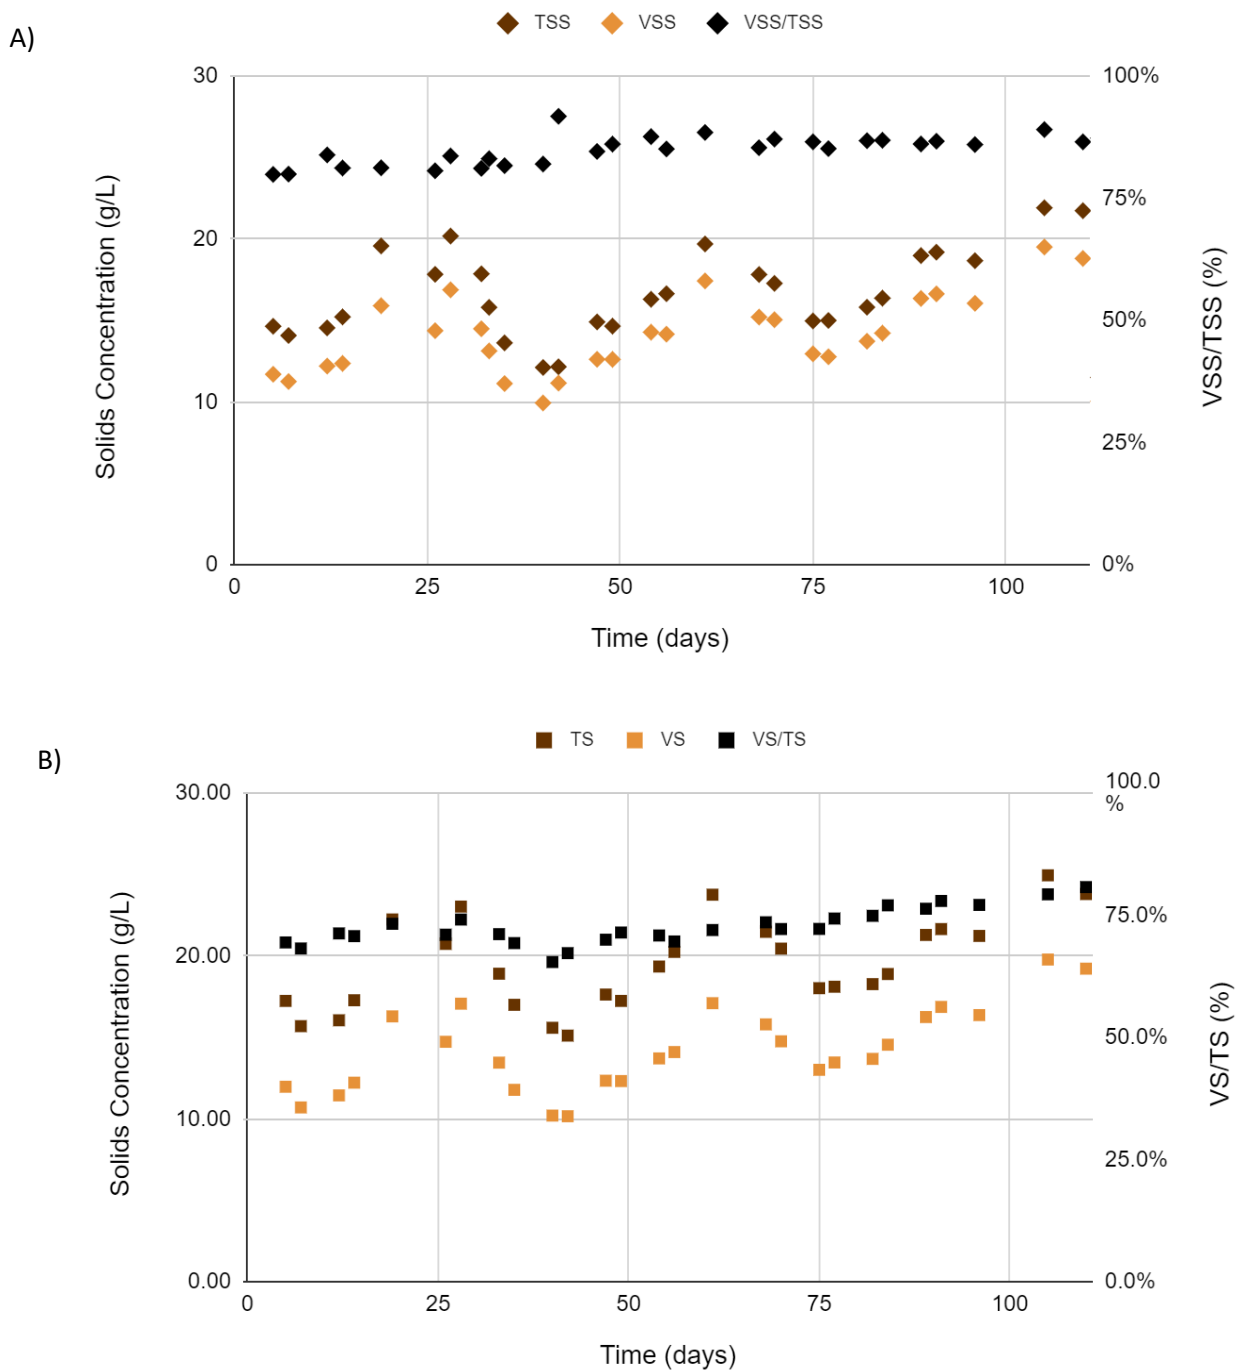 A)
TSS VSS VSS/TSS
30
20
10
0
Solids Concentration (g/L)
100%
75%
50%
25%
0%
VSS/TSS (%)
0 25 50 75 100
Time (days)
B)
TS VS VS/TS
30.00
20.00
10.00
0.00
Solids Concentration (g/L)
100.0
%
75.0%
50.0%
25.0%
0.0%
VS/TS (%)
0 25 50 75 100
Time (days)